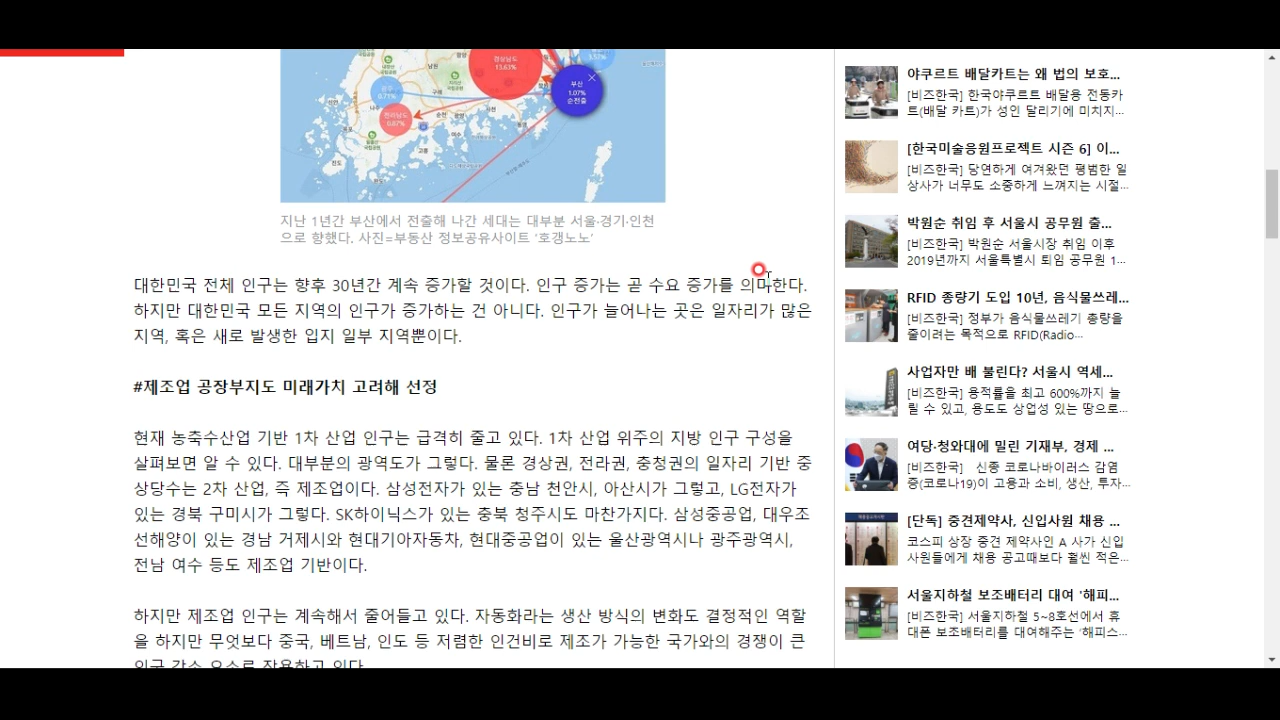 경상남도
13.63%
부산
1.07%
순전출
0.71%
전라남도
0.87%
지난 1년간 부산에서 전출해 나간 세대는 대부분 서울·경기·인천
으로 향했다. 사진=부동산 정보공유사이트 '호갱노노'
대한민국 전체 인구는 향후 30년간 계속 증가할 것이다. 인구 증가는 곧 수요 증가를 의미한다.
하지만 대한민국 모든 지역의 인구가 증가하는 건 아니다. 인구가 늘어나는 곳은 일자리가 많은
지역, 혹은 새로 발생한 입지 일부 지역뿐이다.
#제조업 공장부지도 미래가치 고려해 선정
현재 농축수산업 기반 1차 산업 인구는 급격히 줄고 있다. 1차 산업 위주의 지방 인구 구성을
살펴보면 알 수 있다. 대부분의 광역도가 그렇다. 물론 경상권, 전라권, 충청권의 일자리 기반 중
상당수는 2차 산업, 즉 제조업이다. 삼성전자가 있는 충남 천안시, 아산시가 그렇고, LG전자가
있는 경북 구미시가 그렇다. SK하이닉스가 있는 충북 청주시도 마찬가지다. 삼성중공업, 대우조
선해양이 있는 경남 거제시와 현대기아자동차, 현대중공업이 있는 울산광역시나 광주광역시,
전남 여수 등도 제조업 기반이다.
하지만 제조업 인구는 계속해서 줄어들고 있다. 자동화라는 생산 방식의 변화도 결정적인 역할
을 하지만 무엇보다 중국, 베트남, 인도 등 저렴한 인건비로 제조가 가능한 국가와의 경쟁이 큰
인구 감소 요소로 작용하고 있다.
야쿠르트 배달카트는 왜 법의 보호...
[비즈한국] 한국야쿠르트 배달용 전동카
트(배달 카트)가 성인 달리기에 미치지...
[한국미술응원프로젝트 시즌 6] 이...
[비즈한국] 당연하게 여겨왔던 평범한 일
상사가 너무도 소중하게 느껴지는 시절...
박원순 취임 후 서울시 공무원 출...
[비즈한국] 박원순 서울시장 취임 이후
2019년까지 서울특별시 퇴임 공무원 1...
RFID 종량기 도입 10년, 음식물쓰레...
[비즈한국] 정부가 음식물쓰레기 총량을
줄이려는 목적으로 RFID(Radio...
사업자만 배 불린다? 서울시 역세...
[비즈한국] 용적률을 최고 600%까지 늘
릴 수 있고, 용도도 상업성 있는 땅으로...
여당·청와대에 밀린 기재부, 경제 ...
[비즈한국] 신종 코로나바이러스 감염
증(코로나19)이 고용과 소비, 생산, 투자...
[단독] 중견제약사, 신입사원 채용 ...
코스피 상장 중견 제약사인 A 사가 신입
사원들에게 채용 공고때보다 훨씬 적은...
서울지하철 보조배터리 대여 '해피...
[비즈한국] 서울지하철 5~8호선에서 휴
대폰 보조배터리를 대여해주는 '해피스...